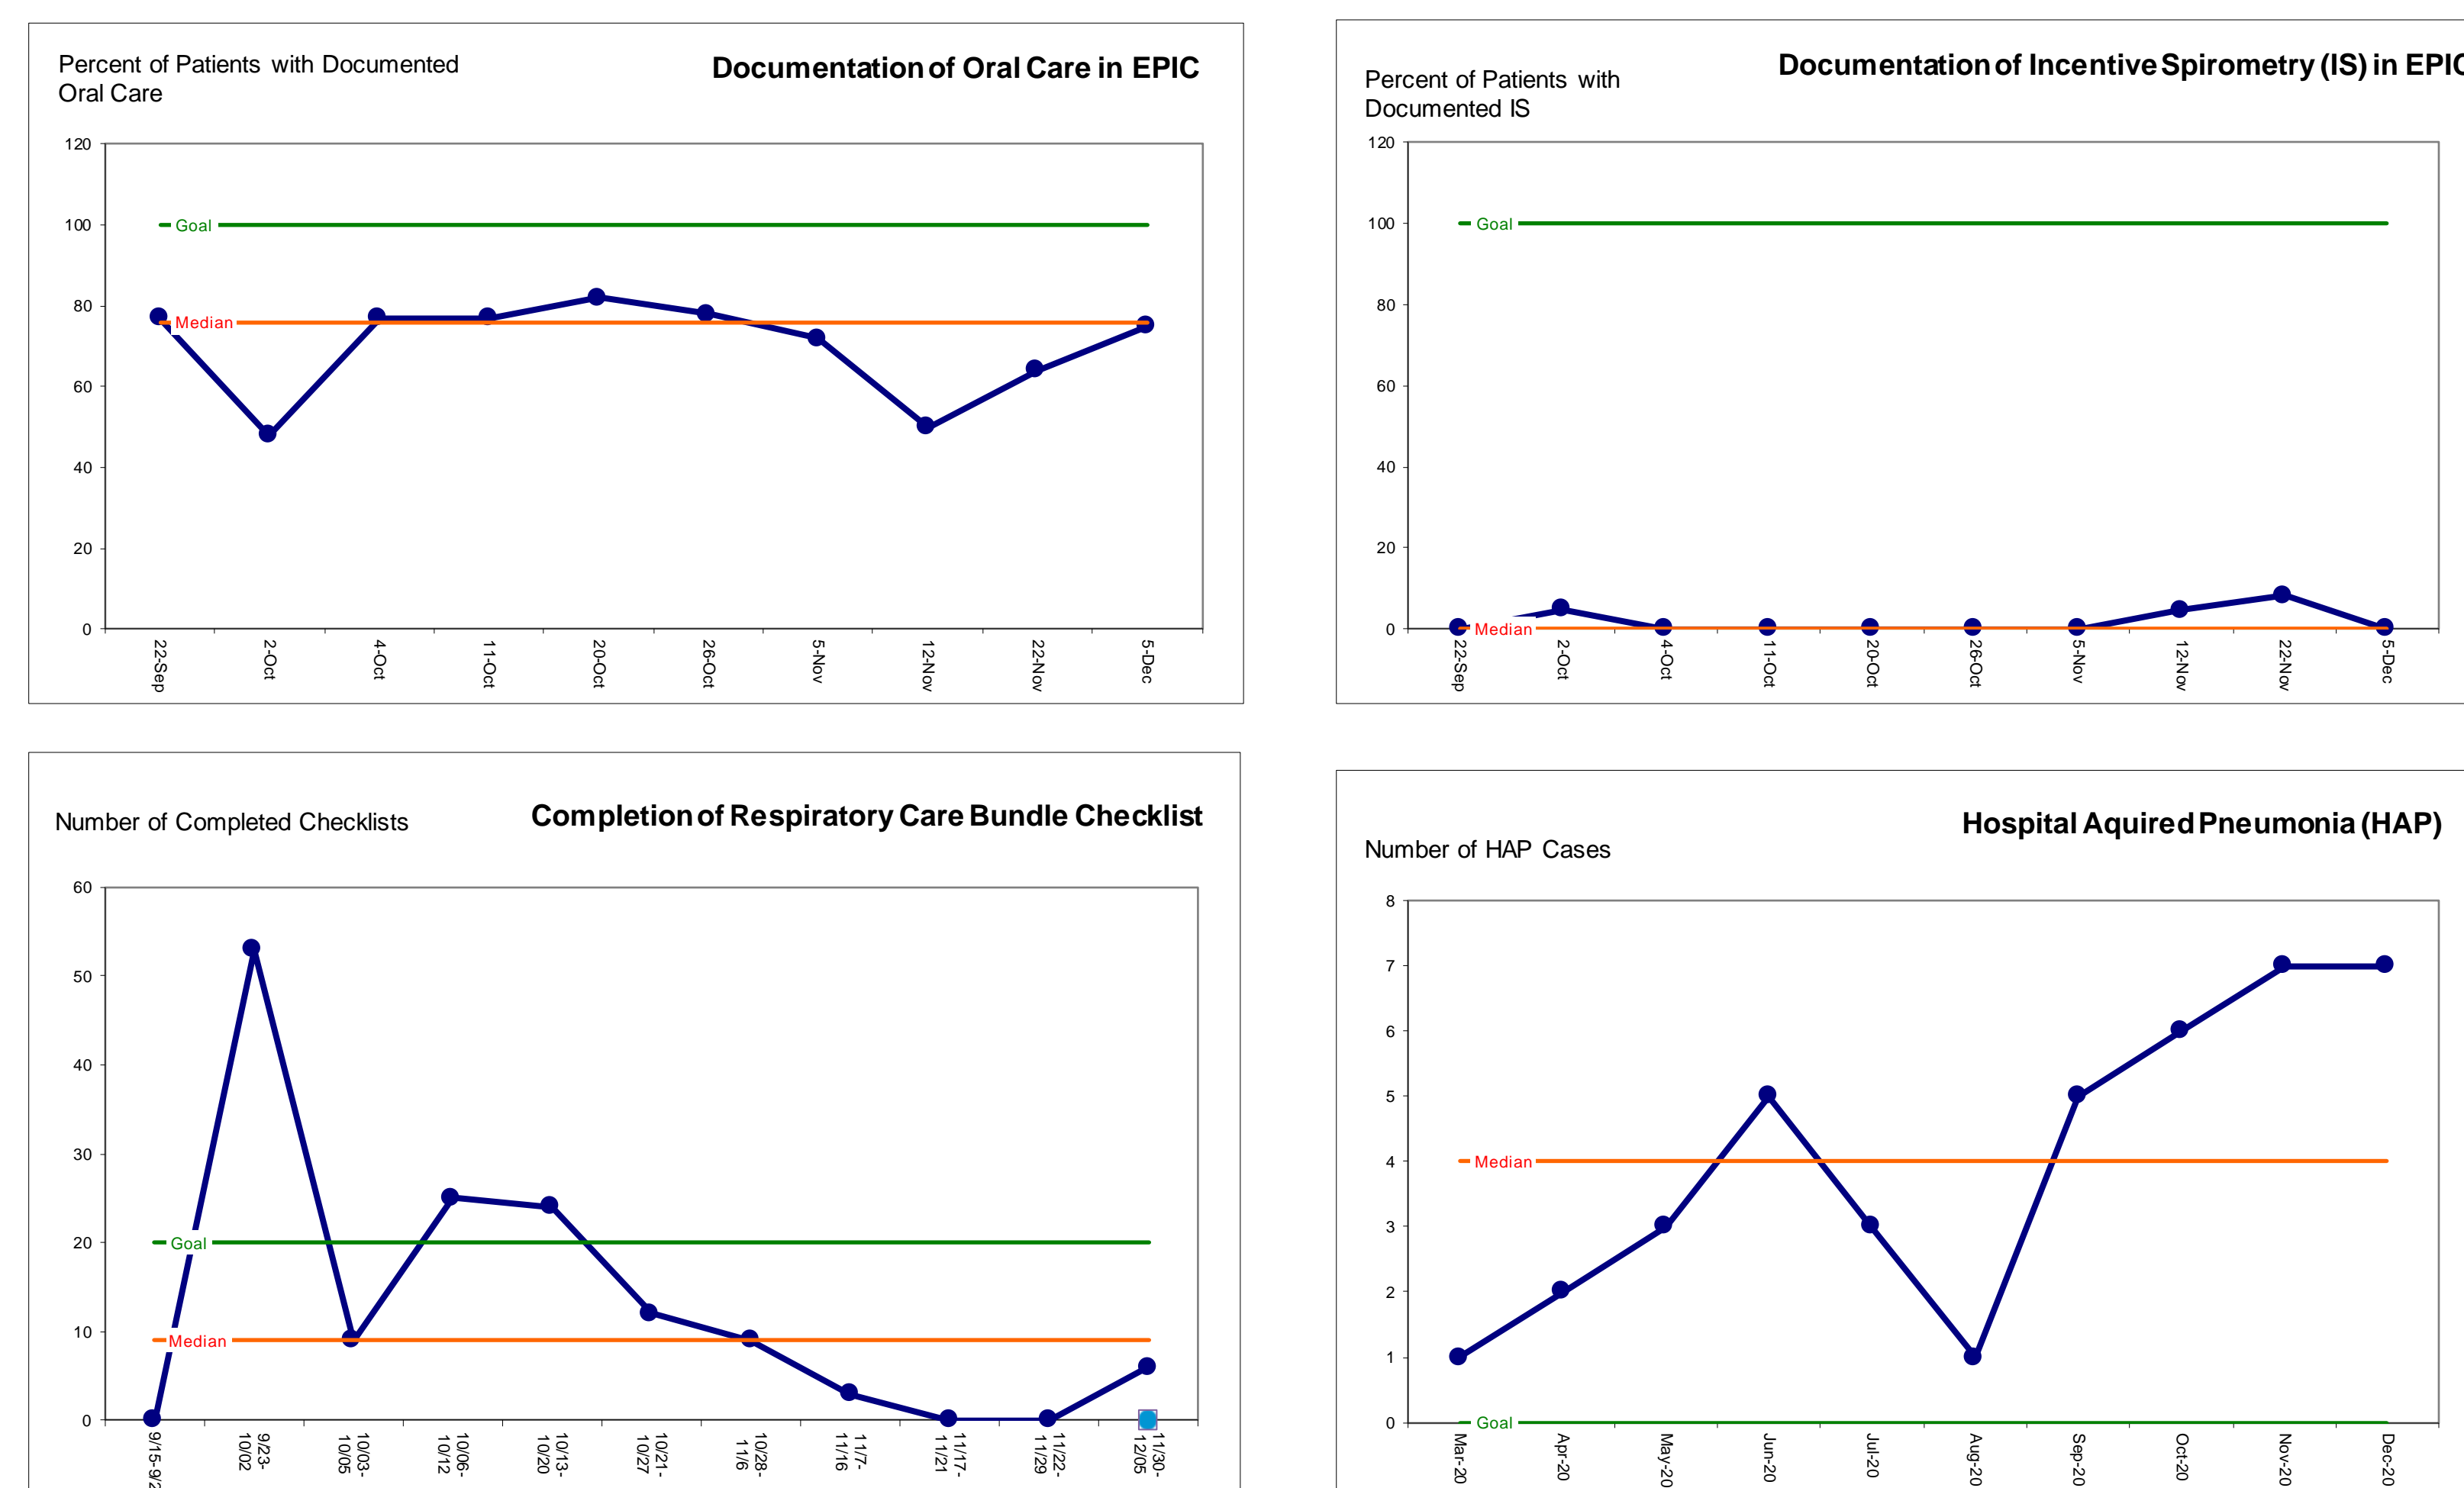 Percent of Patients with Documented
Oral Care
Documentation of Oral Care in EPIC
120
100
80
60
40
20
0
Goal
Median
22-Sep
2-Oct
4-Oct
11-Oct
20-Oct
26-Oct
5-Nov
12-Nov
22-Nov
5-Dec
Percent of Patients with
Documented IS
Documentation of Incentive Spirometry (IS) in EPIC
120
100
80
60
40
20
0
Goal
Median
22-Sep
2-Oct
4-Oct
11-Oct
20-Oct
26-Oct
5-Nov
12-Nov
22-Nov
5-Dec
Number of Completed Checklists
Completion of Respiratory Care Bundle Checklist
60
50
40
30
20
10
0
Goal
Median
9/15-9/2
9/23-
10/02
10/03-
10/05
10/06-
10/12
10/13-
10/20
10/21-
10/27
10/28-
11/6
11/7-
11/16
11/17-
11/21
11/22-
11/29
11/30-
12/05
Number of HAP Cases
Hospital Aquired Pneumonia (HAP)
8
7
6
5
4
3
2
1
0
Median
Goal
Mar-20
Apr-20
May-20
Jun-20
Jul-20
Aug-20
Sep-20
Oct-20
Nov-20
Dec-20